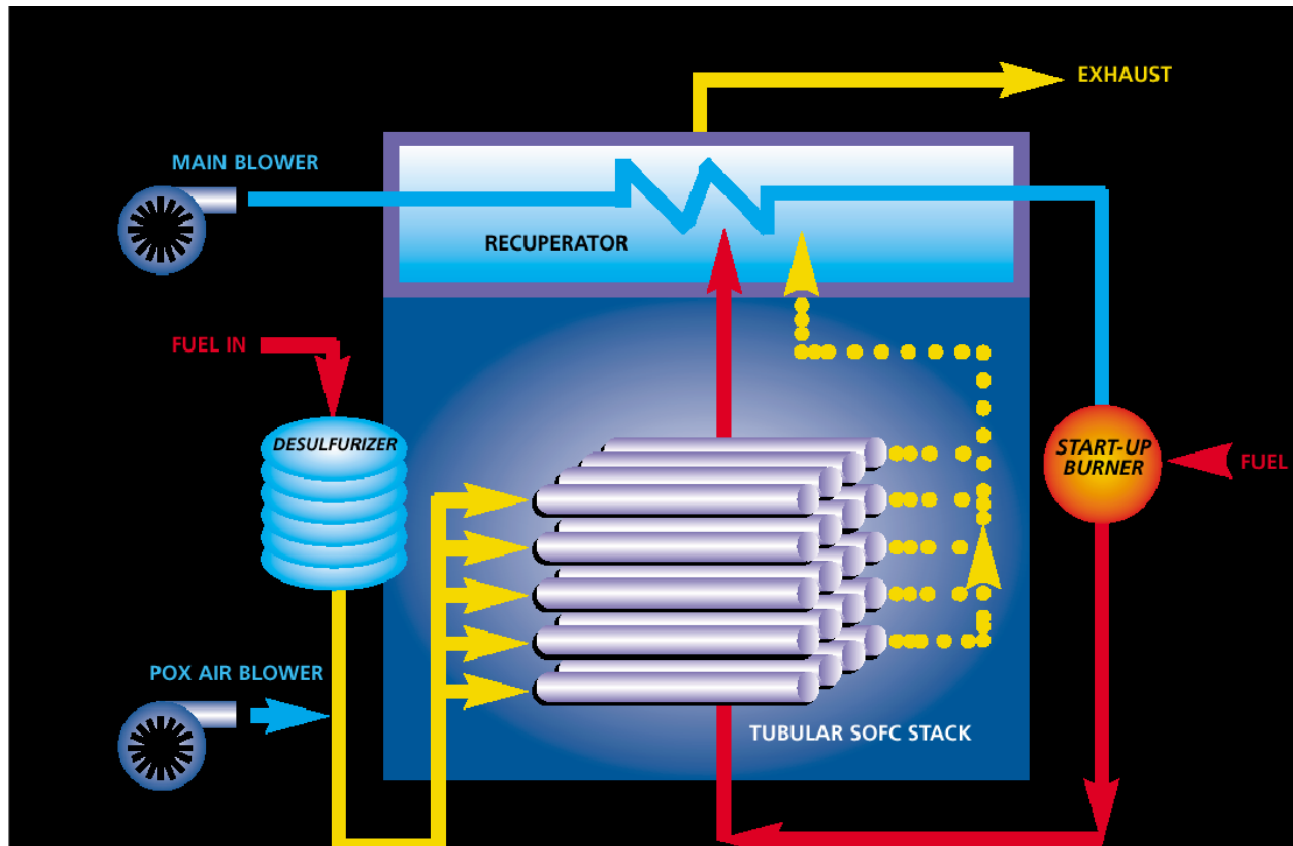 EXHAUST
MAIN BLOWER
RECUPERATOR
FUEL IN
DESULFURIZER
START-UP
BURNER
FUEL
POX AIR BLOWER
TUBULAR SOFC STACK